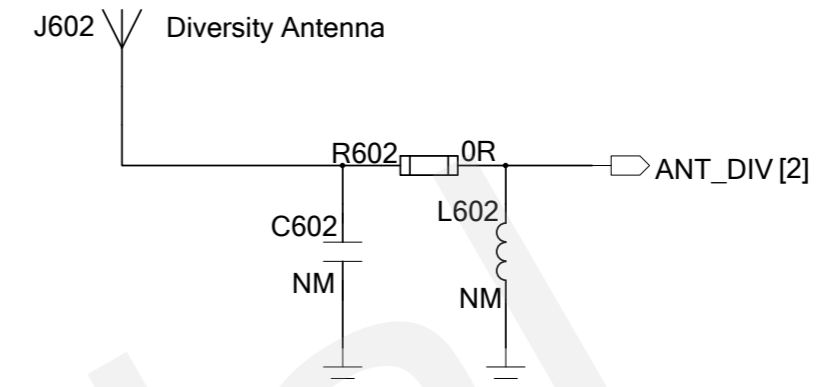 J602 Diversity Antenna
R602 0R
ANT_DIV [2]
C602
L602
NM
NM